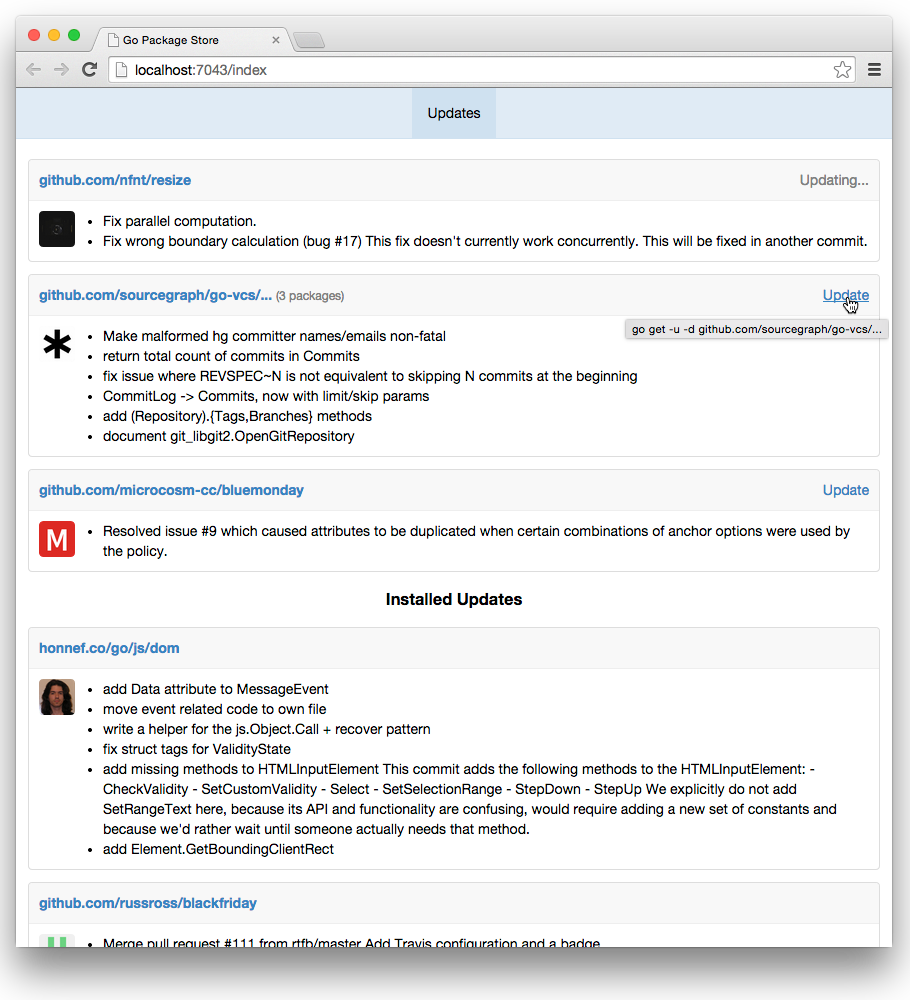 Go Package Store
localhost:7043/index
Updates
github.com/nfnt/resize Updating...
Fix parallel computation.
Fix wrong boundary calculation (bug #17) This fix doesn't currently work concurrently. This will be fixed in another commit.
github.com/sourcegraph/go-vcs/... (3 packages) Update
go get -u -d github.com/sourcegraph/go-vcs/...
Make malformed hg committer names/emails non-fatal
return total count of commits in Commits
fix issue where REVSPEC~N is not equivalent to skipping N commits at the beginning
CommitLog -> Commits, now with limit/skip params
add (Repository).{Tags,Branches} methods
document git_libgit2.OpenGitRepository
github.com/microcosm-cc/bluemonday Update
M
Resolved issue #9 which caused attributes to be duplicated when certain combinations of anchor options were used by
the policy.
Installed Updates
honnef.co/go/js/dom
add Data attribute to MessageEvent
move event related code to own file
write a helper for the js.Object.Call + recover pattern
fix struct tags for ValidityState
add missing methods to HTMLInputElement This commit adds the following methods to the HTMLInputElement: -
CheckValidity - SetCustomValidity - Select - SetSelectionRange - StepDown - StepUp We explicitly do not add
SetRangeText here, because its API and functionality are confusing, would require adding a new set of constants and
because we'd rather wait until someone actually needs that method.
add Element.GetBoundingClientRect
github.com/russross/blackfriday
Merge pull request #111 from rtfb/master Add Travis configuration and a badge